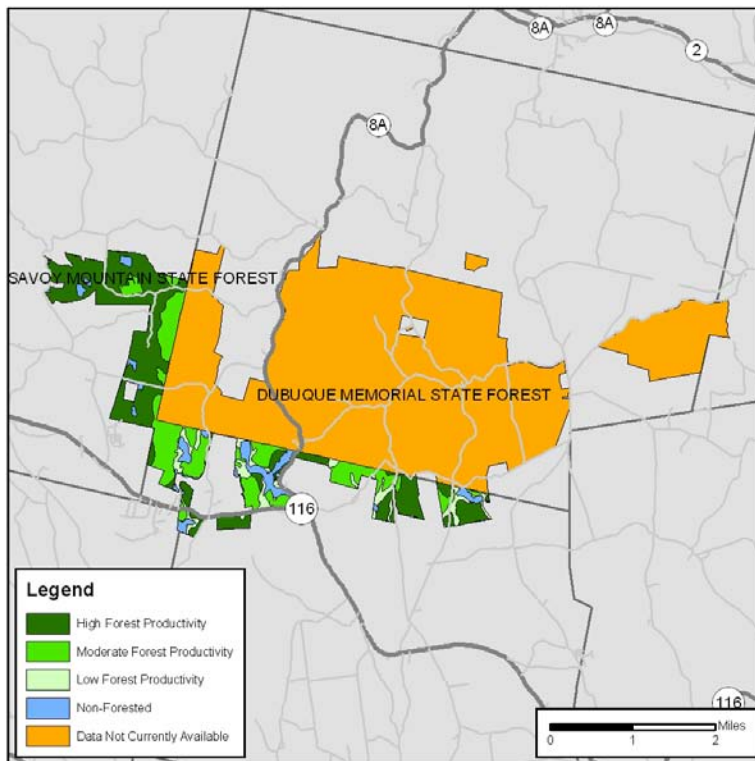 8A
8A
2
8A
SAVOY MOUNTAIN STATE FOREST
DUBUQUE MEMORIAL STATE FOREST
116
Legend
High Forest Productivity
Moderate Forest Productivity
Low Forest Productivity
Non-Forested
Data Not Currently Available
116
Miles
0 1 2